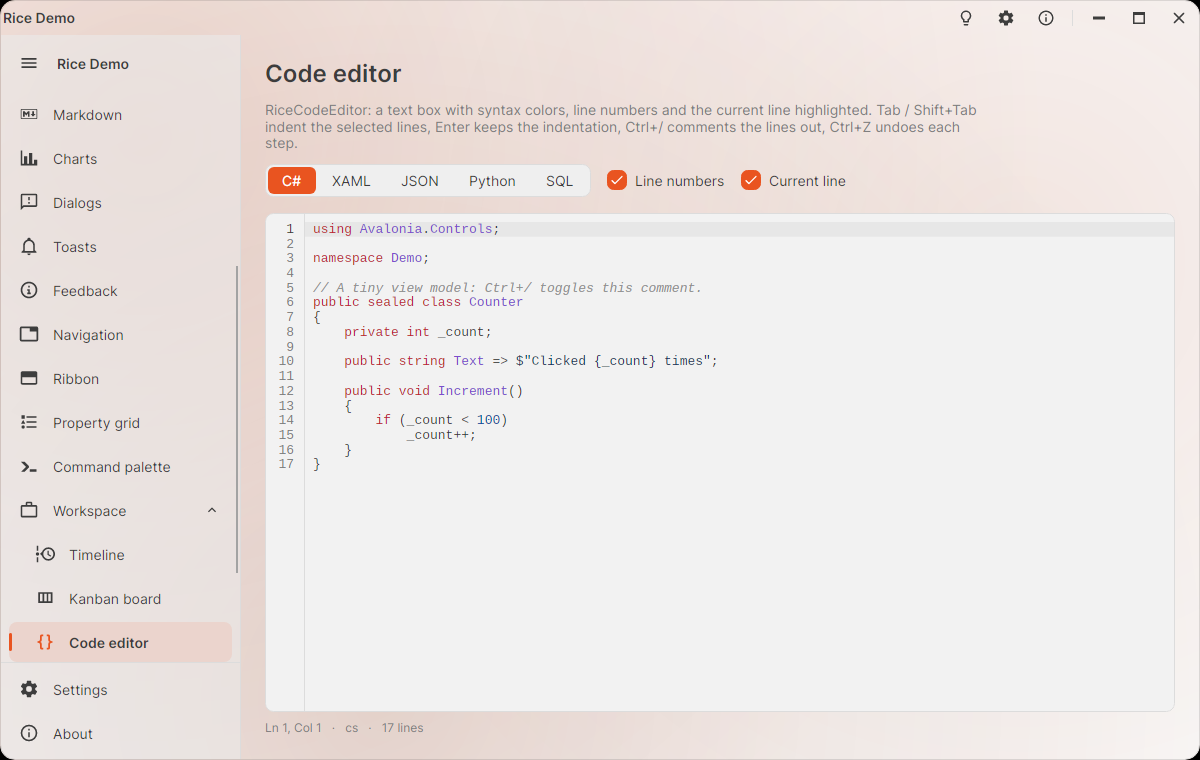 Rice Demo
Rice Demo
Markdown
Charts
Dialogs
Toasts
Feedback
Navigation
Ribbon
Property grid
Command palette
Workspace
Timeline
Kanban board
Code editor
Settings
About
Code editor
RiceCodeEditor: a text box with syntax colors, line numbers and the current line highlighted. Tab / Shift+Tab
indent the selected lines, Enter keeps the indentation, Ctrl+/ comments the lines out, Ctrl+Z undoes each
step.
C# XAML JSON Python SQL Line numbers Current line
1 using Avalonia.Controls;
2
3 namespace Demo;
4
5 // A tiny view model: Ctrl+/ toggles this comment.
6 public sealed class Counter
7 {
8     private int _count;
9
10     public string Text => $"Clicked {_count} times";
11
12     public void Increment()
13     {
14         if (_count < 100)
15             _count++;
16     }
17 }
Ln 1, Col 1 · cs · 17 lines